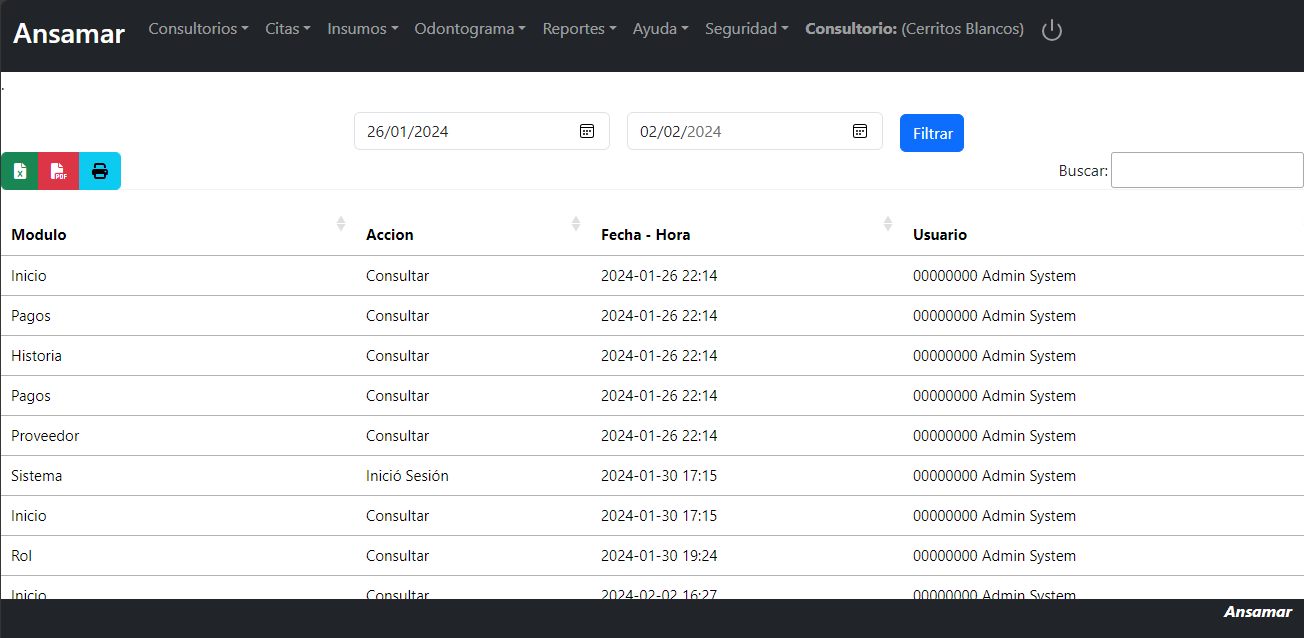 Ansamar Consultorios Citas Insumos Odontograma Reportes Ayuda Seguridad Consultorio: (Cerritos Blancos)
.
26/01/2024 02/02/2024 Filtrar
X PDF Buscar:
Modulo Accion Fecha - Hora Usuario
Inicio Consultar 2024-01-26 22:14 00000000 Admin System
Pagos Consultar 2024-01-26 22:14 00000000 Admin System
Historia Consultar 2024-01-26 22:14 00000000 Admin System
Pagos Consultar 2024-01-26 22:14 00000000 Admin System
Proveedor Consultar 2024-01-26 22:14 00000000 Admin System
Sistema Inició Sesión 2024-01-30 17:15 00000000 Admin System
Inicio Consultar 2024-01-30 17:15 00000000 Admin System
Rol Consultar 2024-01-30 19:24 00000000 Admin System
Inicio Consultar 2024-02-02 16:27 00000000 Admin System
Ansamar